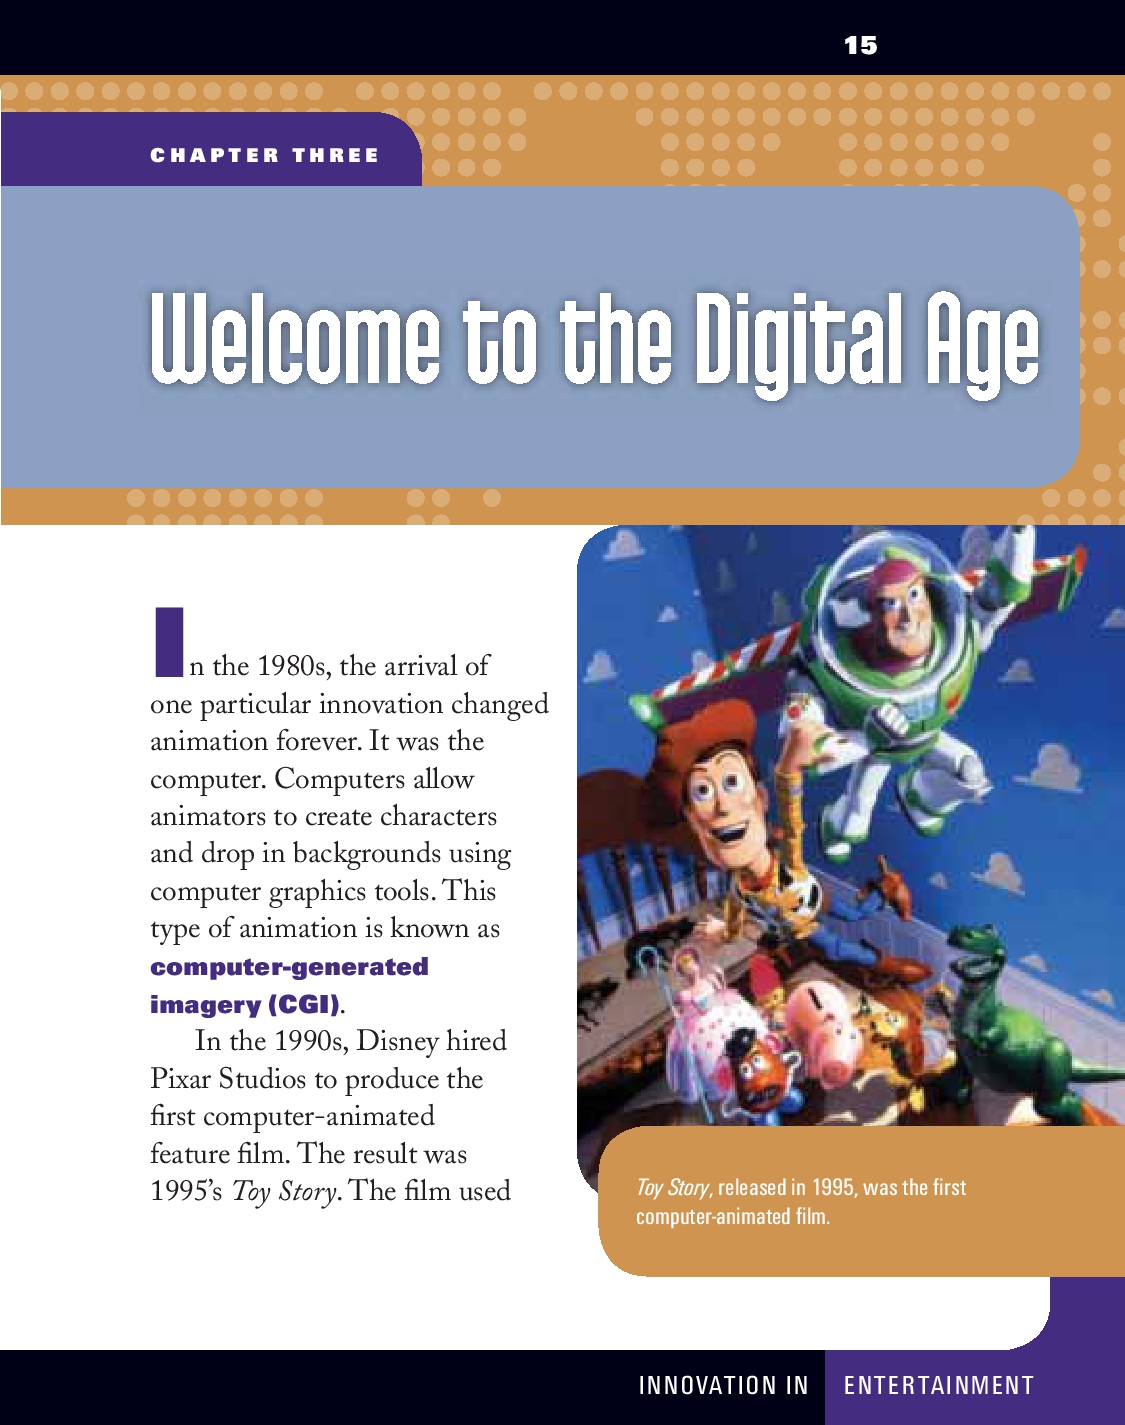 15
CHAPTER THREE
Welcome to the Digital Age
In the 1980s, the arrival of
one particular innovation changed
animation forever. It was the
computer. Computers allow
animators to create characters
and drop in backgrounds using
computer graphics tools. This
type of animation is known as
computer-generated
imagery (CGI).
In the 1990s, Disney hired
Pixar Studios to produce the
first computer-animated
feature film. The result was
1995’s Toy Story. The film used
Toy Story, released in 1995, was the first
computer-animated film.
INNOVATION IN ENTERTAINMENT